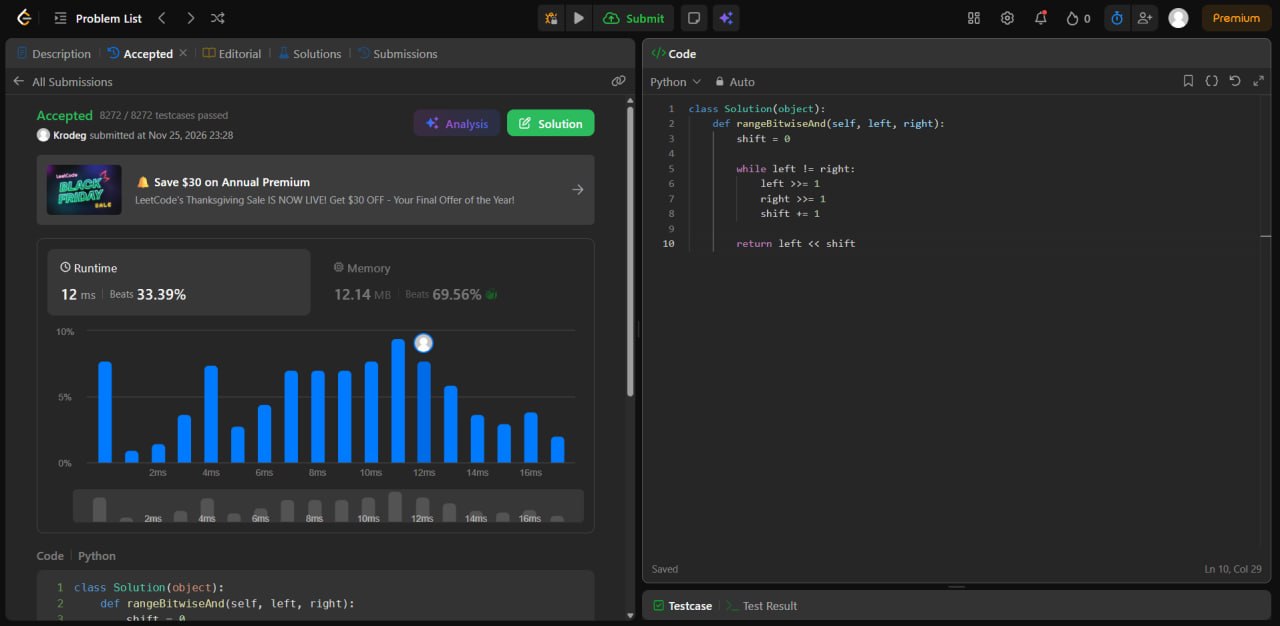 Problem List
Submit
0
Premium
Description
Accepted
Editorial
Solutions
Submissions
All Submissions
Accepted 8272 / 8272 testcases passed
Krodeg submitted at Nov 25, 2026 23:28
Analysis
Solution
LeetCode
BLACK
FRIDAY
SALE
Save $30 on Annual Premium
LeetCode's Thanksgiving Sale IS NOW LIVE! Get $30 OFF - Your Final Offer of the Year!
Runtime
12 ms | Beats 33.39%
Memory
12.14 MB | Beats 69.56%
10%
5%
0%
2ms 4ms 6ms 8ms 10ms 12ms 14ms 16ms
2ms 4ms 6ms 8ms 10ms 12ms 14ms 16ms
Code | Python
1 class Solution(object):
2 def rangeBitwiseAnd(self, left, right):
3 shift = 0
</> Code
Python
Auto
1 class Solution(object):
2 def rangeBitwiseAnd(self, left, right):
3 shift = 0
4
5 while left != right:
6 left >>= 1
7 right >>= 1
8 shift += 1
9
10 return left << shift
Saved
Ln 10, Col 29
Testcase
>_ Test Result